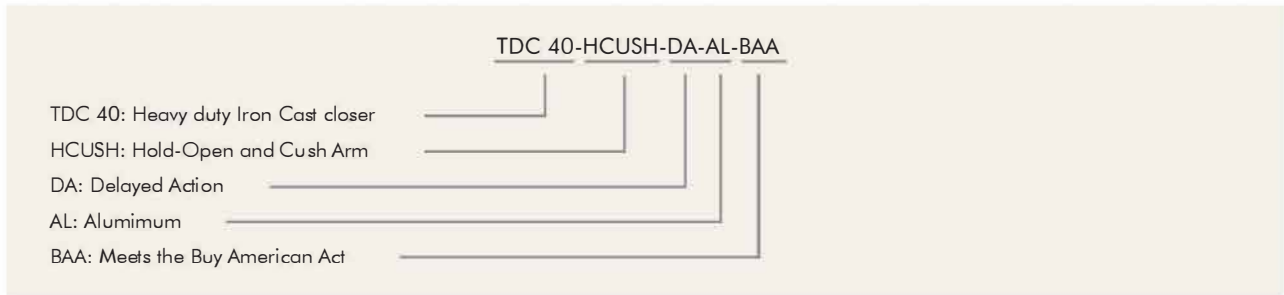 TDC 40-HCUSH-DA-AL-BAA
TDC 40: Heavy duty Iron Cast closer
HCUSH: Hold-Open and Cush Arm
DA: Delayed Action
AL: Alumimum
BAA: Meets the Buy American Act